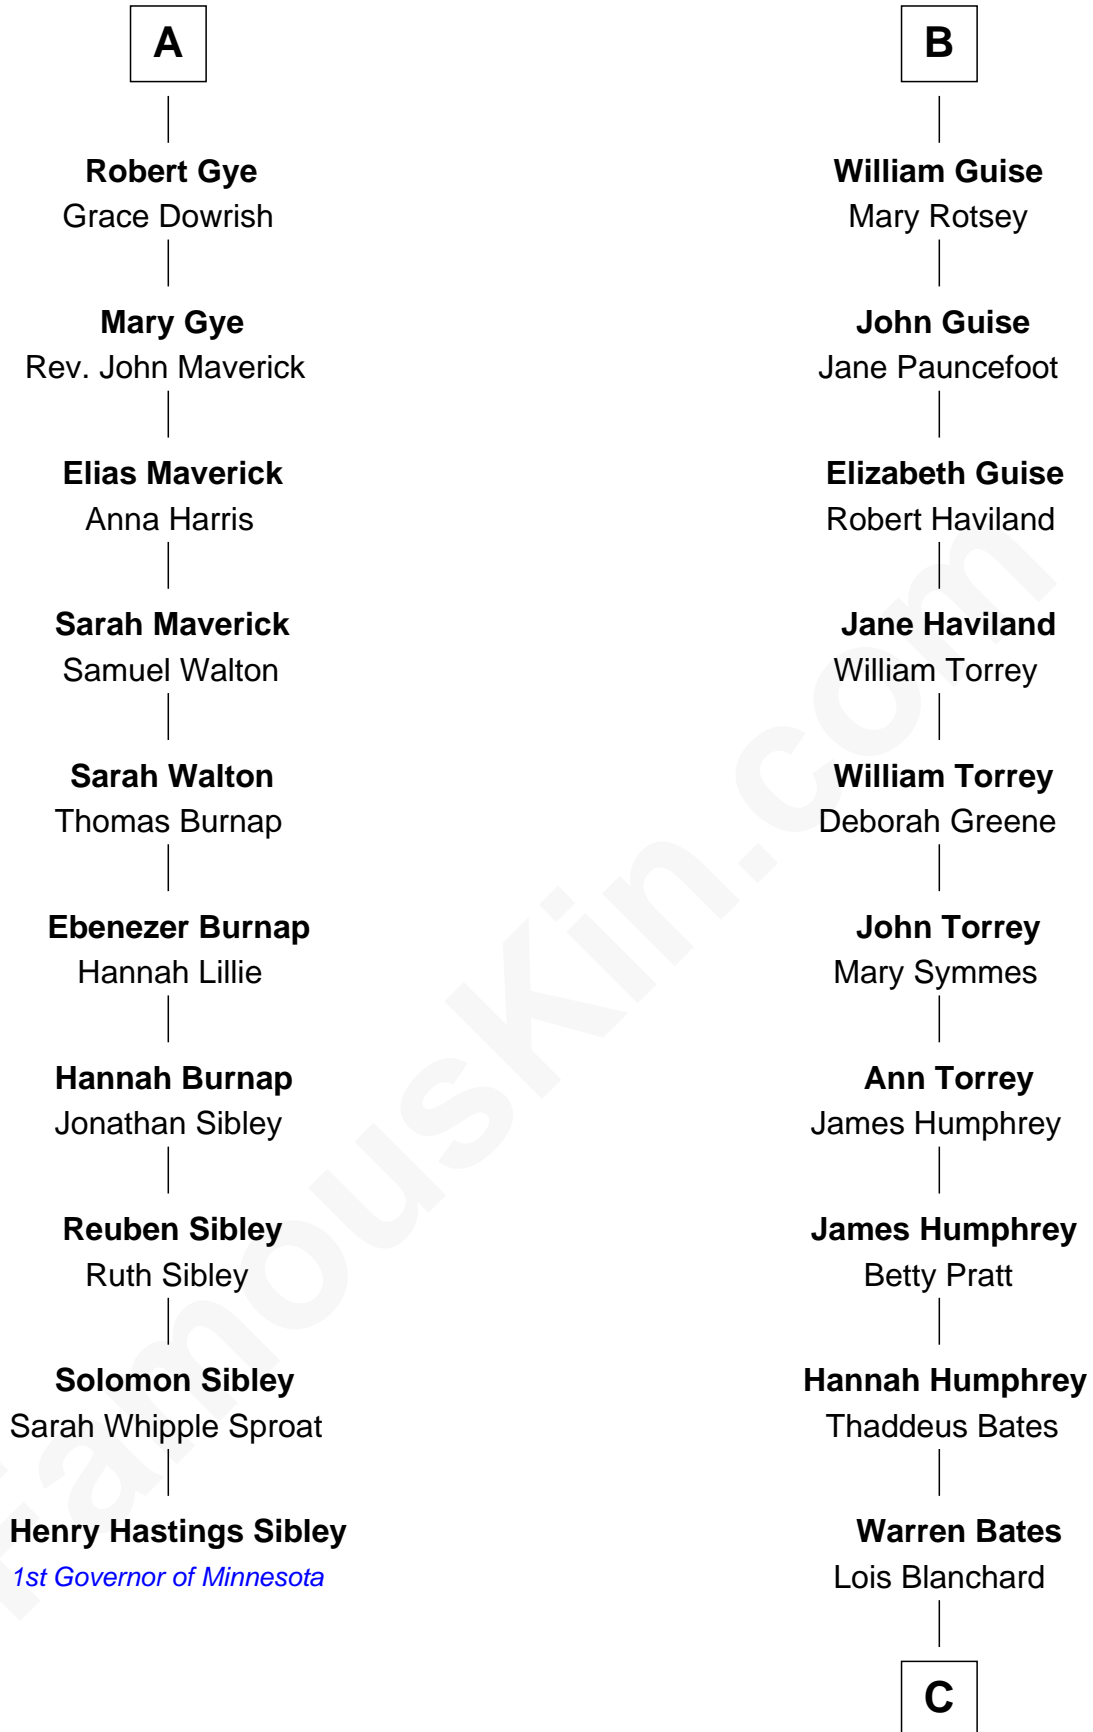 A
Robert Gye
Grace Dowrish
Mary Gye
Rev. John Maverick
Elias Maverick
Anna Harris
Sarah Maverick
Samuel Walton
Sarah Walton
Thomas Burnap
Ebenezer Burnap
Hannah Lillie
Hannah Burnap
Jonathan Sibley
Reuben Sibley
Ruth Sibley
Solomon Sibley
Sarah Whipple Sproat
Henry Hastings Sibley
1st Governor of Minnesota
B
William Guise
Mary Rotsey
John Guise
Jane Pauncefoot
Elizabeth Guise
Robert Haviland
Jane Haviland
William Torrey
William Torrey
Deborah Greene
John Torrey
Mary Symmes
Ann Torrey
James Humphrey
James Humphrey
Betty Pratt
Hannah Humphrey
Thaddeus Bates
Warren Bates
Lois Blanchard
C
FamousKin.com